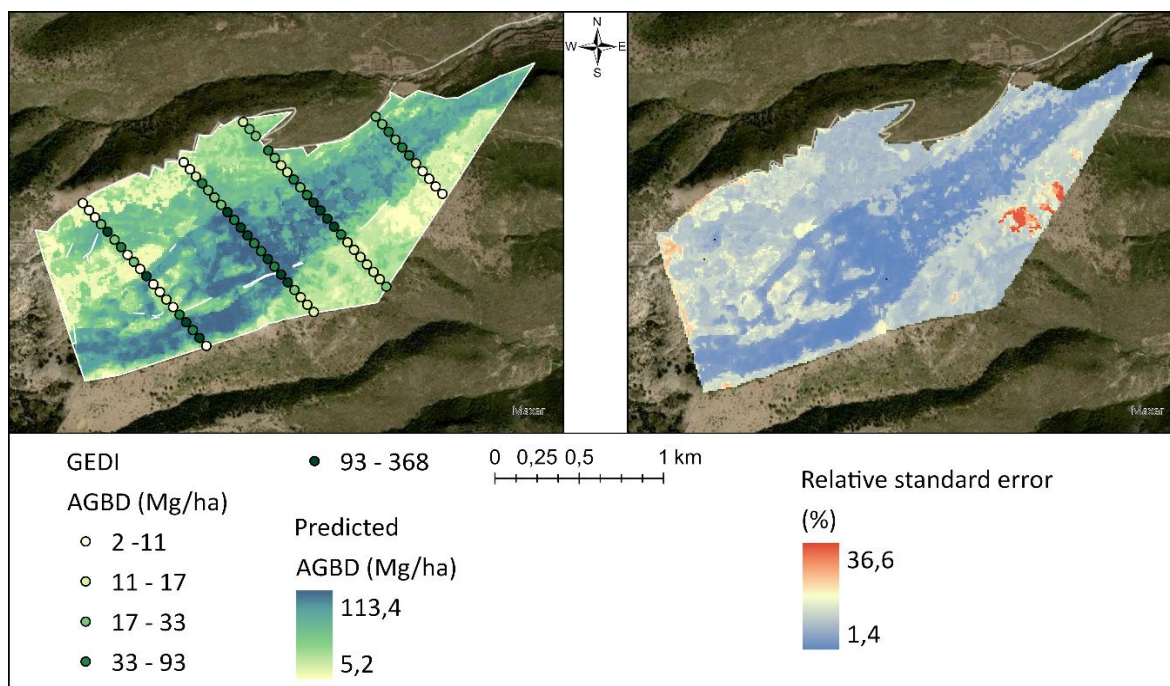 N
W E
S
Maxar
Maxar
GEDI
AGBD (Mg/ha)
2 -11
11 - 17
17 - 33
33 - 93
93 - 368
Predicted
AGBD (Mg/ha)
113,4
5,2
0 0,25 0,5 1 km
Relative standard error
(%)
36,6
1,4